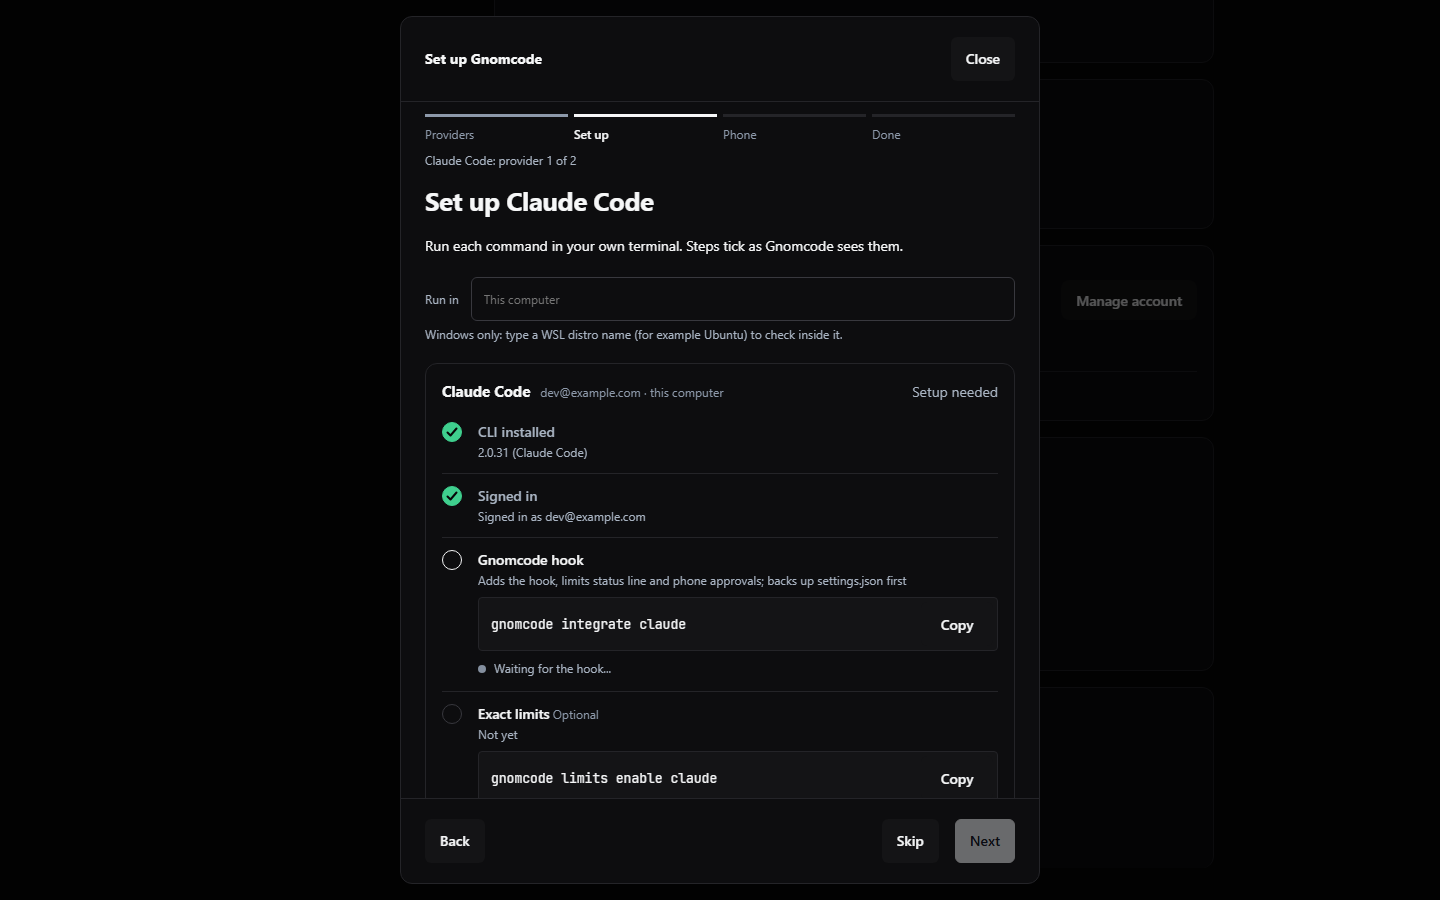 Set up Gnomcode
Close
Providers
Set up
Phone
Done
Claude Code: provider 1 of 2
Set up Claude Code
Run each command in your own terminal. Steps tick as Gnomcode sees them.
Run in
This computer
Windows only: type a WSL distro name (for example Ubuntu) to check inside it.
Manage account
Claude Code dev@example.com · this computer
Setup needed
CLI installed
2.0.31 (Claude Code)
Signed in
Signed in as dev@example.com
Gnomcode hook
Adds the hook, limits status line and phone approvals; backs up settings.json first
gnomcode integrate claude
Copy
Waiting for the hook...
Exact limits Optional
Not yet
gnomcode limits enable claude
Copy
Back
Skip
Next